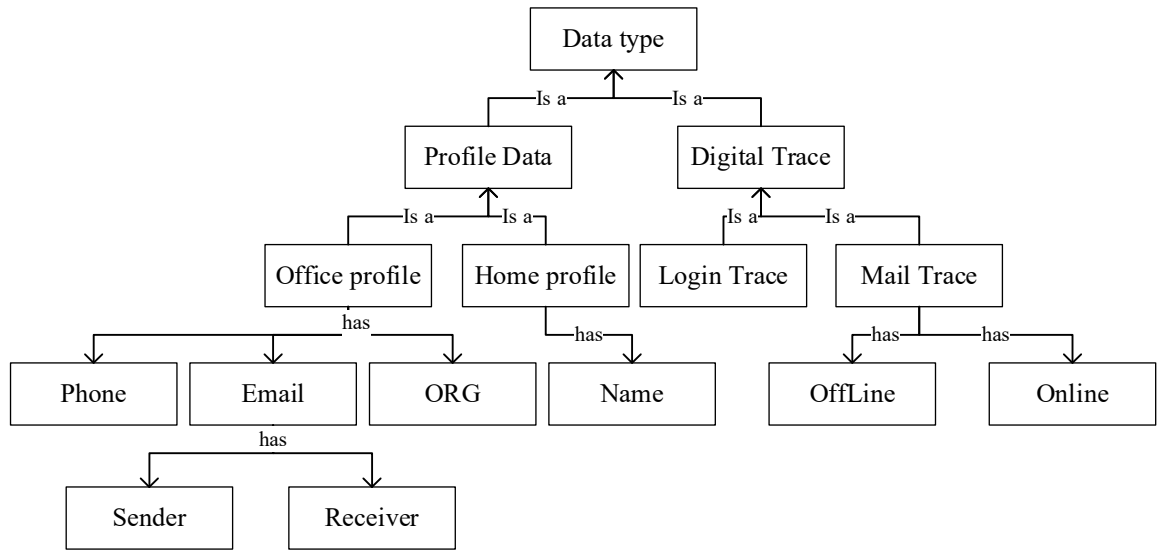 Data type
Is a
Is a
Profile Data
Digital Trace
Is a
Is a
Is a
Is a
Office profile
Home profile
Login Trace
Mail Trace
has
has
has
has
Phone
Email
ORG
Name
OffLine
Online
has
Sender
Receiver